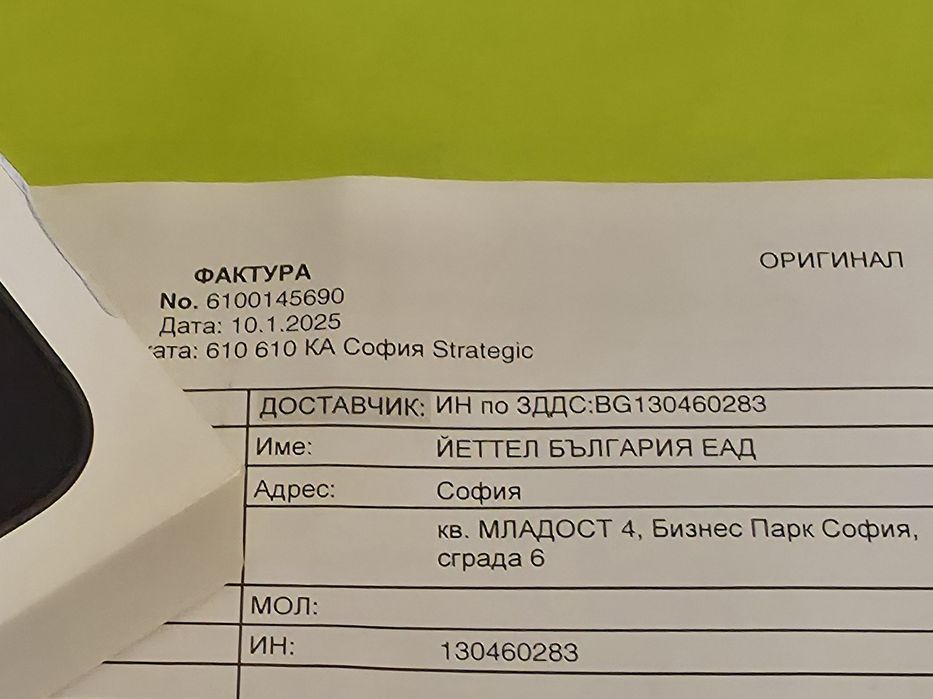 ОРИГИНАЛ
ФАКТУРА
No. 6100145690
Дата: 10.1.2025
610 610 КА София Strategic
ДОСТАВЧИК: ИН по ЗДДС:BG130460283
Име: ЙЕТТЕЛ БЪЛГАРИЯ ЕАД
Адрес: София
кв. МЛАДОСТ 4, Бизнес Парк София,
сграда 6
МОЛ:
ИН: 130460283